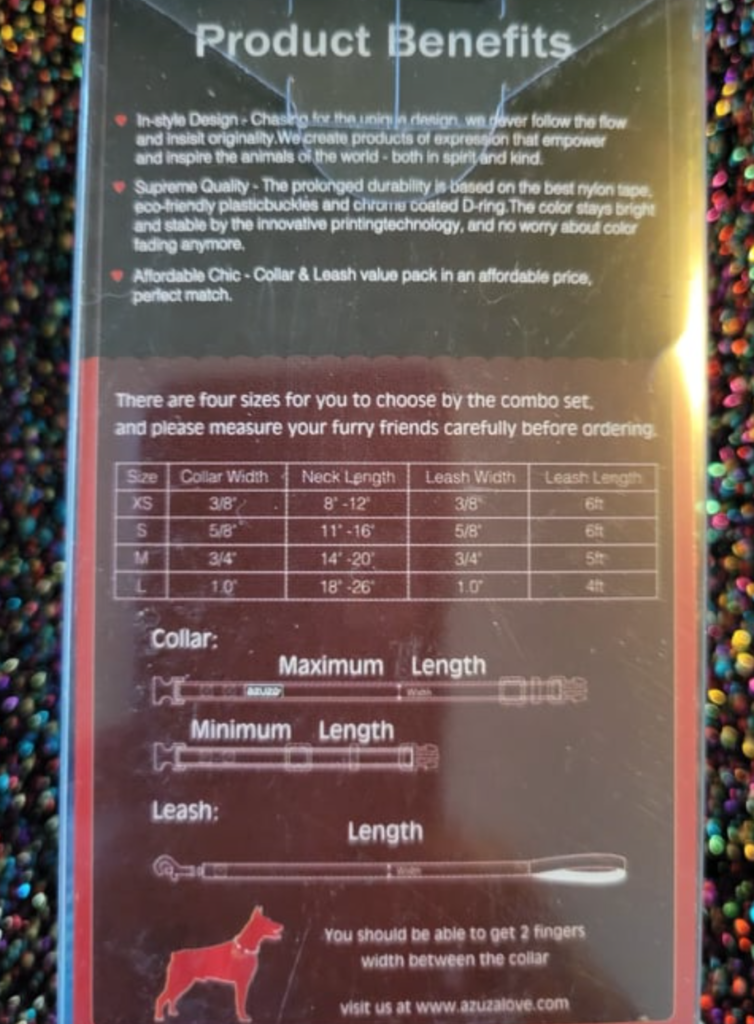 Product Benefits
In-style Design - Chasing for the unique design, we never follow the flow
and insisit originality.We create products of expression that empower
and inspire the animals of the world - both in spirit and kind.
Supreme Quality - The prolonged durability is based on the best nylon tape,
eco-friendly plasticbuckles and chrome coated D-ring.The color stays bright
and stable by the innovative printingtechnology, and no worry about color
fading anymore.
Affordable Chic - Collar & Leash value pack in an affordable price,
perfect match.
There are four sizes for you to choose by the combo set,
and please measure your furry friends carefully before ordering.
Size Collar Width Neck Length Leash Width Leash Length
XS 3/8" 8" -12" 3/8" 6ft
S 5/8" 11" -16" 5/8" 6ft
M 3/4" 14" -20" 3/4" 5ft
L 1.0" 18" -26" 1.0" 4ft
Collar:
Maximum Length
azuza Width
Minimum Length
Leash:
Length
Width
You should be able to get 2 fingers
width between the collar
visit us at www.azuzalove.com